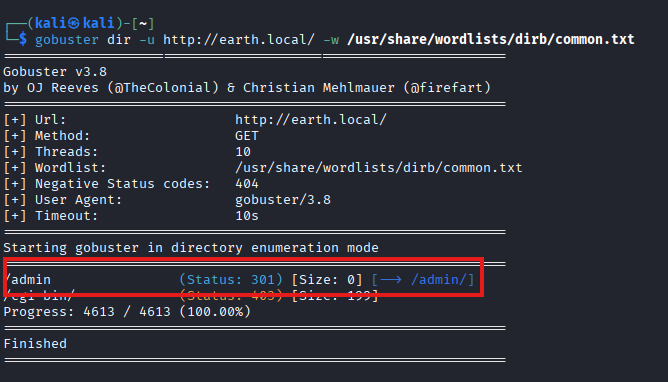 ┌──(kali㉿kali)-[~]
└─$ gobuster dir -u http://earth.local/ -w /usr/share/wordlists/dirb/common.txt
===============================================================
Gobuster v3.8
by OJ Reeves (@TheColonial) & Christian Mehlmauer (@firefart)
===============================================================
[+] Url: http://earth.local/
[+] Method: GET
[+] Threads: 10
[+] Wordlist: /usr/share/wordlists/dirb/common.txt
[+] Negative Status codes: 404
[+] User Agent: gobuster/3.8
[+] Timeout: 10s
===============================================================
Starting gobuster in directory enumeration mode
===============================================================
/admin (Status: 301) [Size: 0] [--> /admin/]
/cgi-bin/ (Status: 403) [Size: 199]
Progress: 4613 / 4613 (100.00%)
===============================================================
Finished
===============================================================